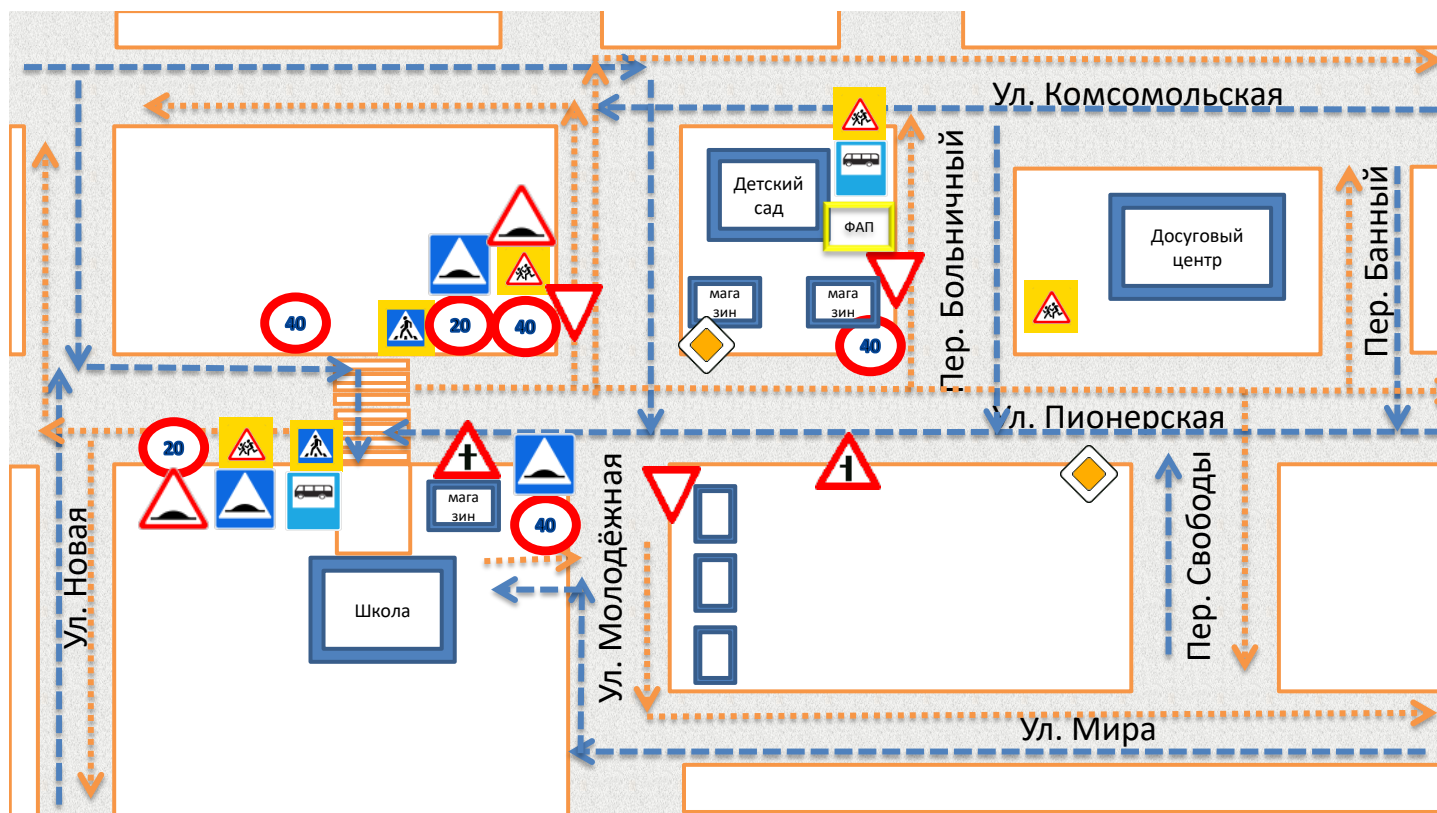 Ул. Комсомольская
Детский
сад
ФАП
Пер. Больничный
Досуговый
центр
Пер. Банный
мага
зин
мага
зин
40
20
40
40
Ул. Пионерская
20
мага
зин
40
Ул. Новая
Школа
Ул. Молодёжная
Пер. Свободы
Ул. Мира